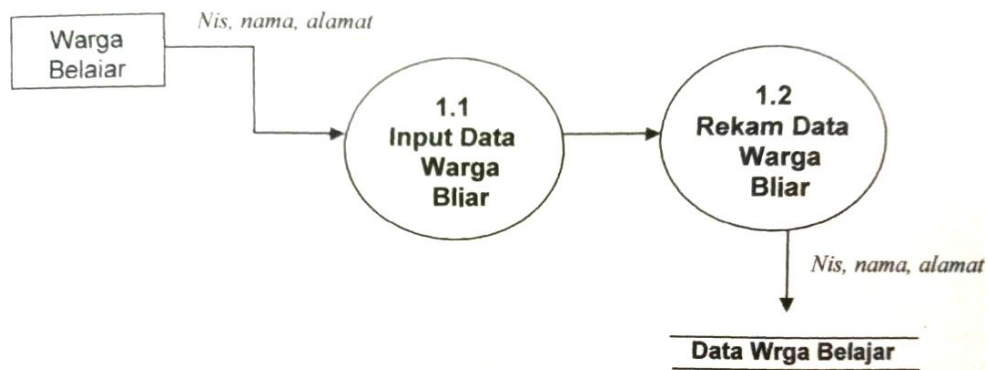 Nis, nama, alamat
Warga
Belaiar
1.1
Input Data
Warga
Bliar
1.2
Rekam Data
Warga
Bliar
Nis, nama, alamat
Data Wrga Belajar